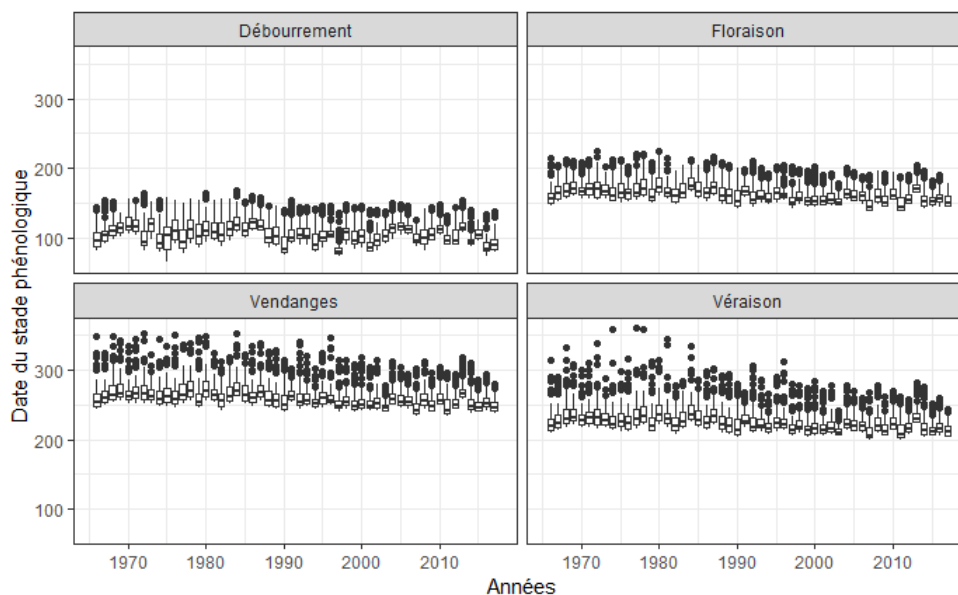 Débourrement
Floraison
300
200
100
Vendanges
Véraison
300
200
100
Date du stade phénologique
1970 1980 1990 2000 2010
1970 1980 1990 2000 2010
Années